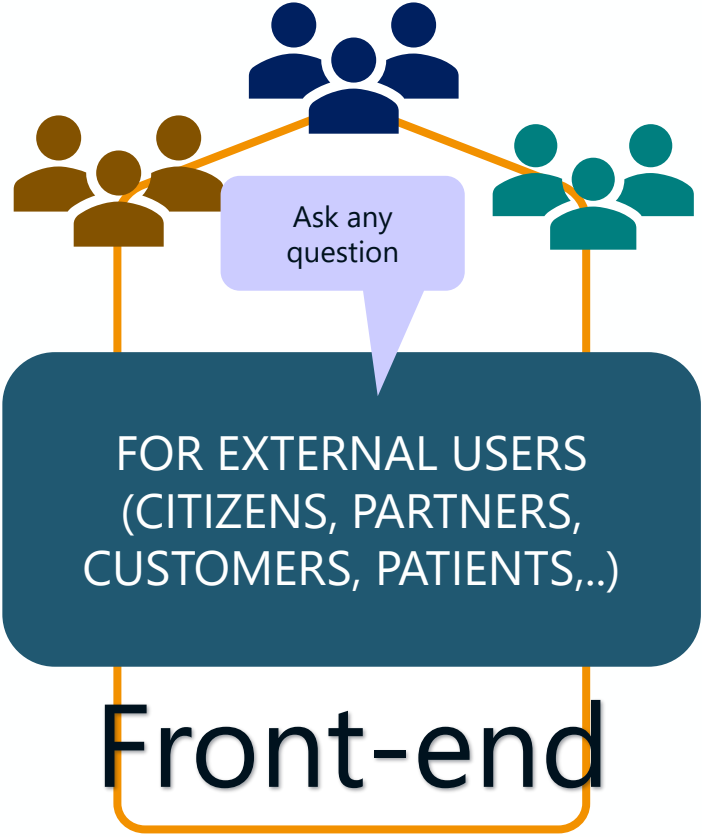 Ask any
question
FOR EXTERNAL USERS
(CITIZENS, PARTNERS,
CUSTOMERS, PATIENTS,..)
Front-end